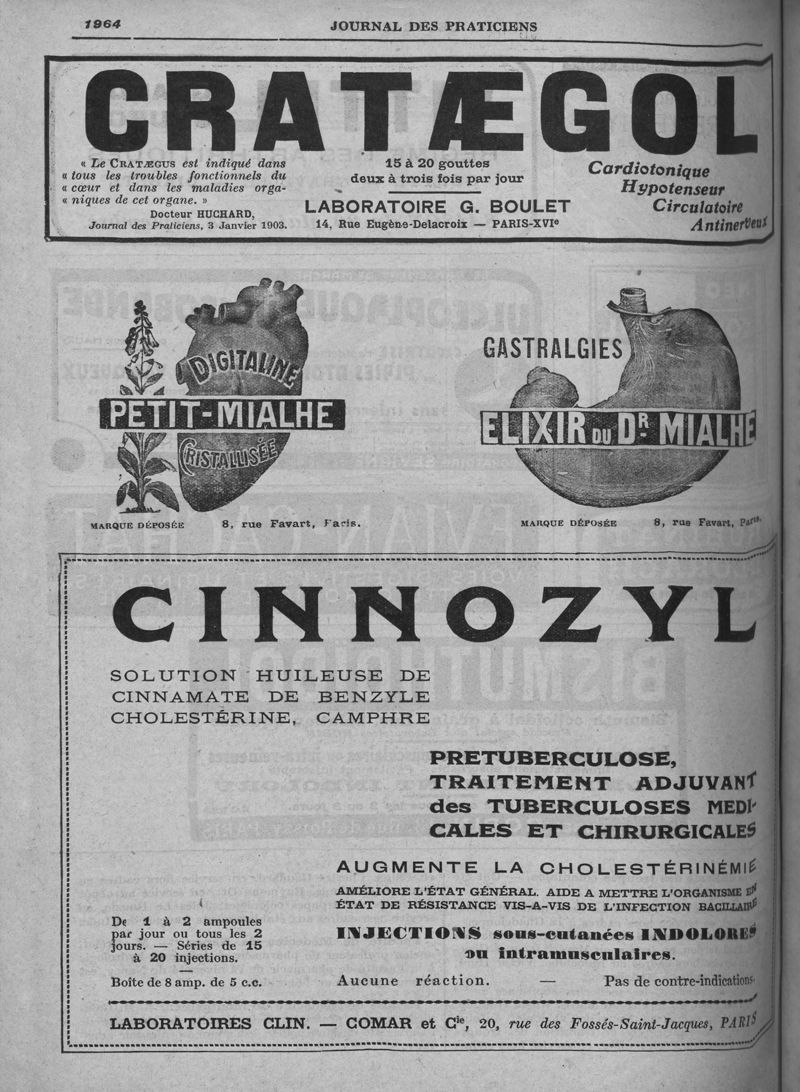 1964
JOURNAL DES PRATICIENS
CRATÆGOL
« Le CRATÆGUS est indiqué dans
« tous les troubles fonctionnels du
« cœur et dans les maladies orga-
« niques de cet organe. »
Docteur HUCHARD,
Journal des Praticiens, 3 Janvier 1903.
15 à 20 gouttes
deux à trois fois par jour
LABORATOIRE G. BOULET
14, Rue Eugène-Delacroix — PARIS-XVIe
Cardiotonique
Hypotenseur
Circulatoire
Antinerveux
DIGITALINE
PETIT-MIALHE
CRISTALLISÉE
MARQUE DÉPOSÉE 8, rue Favart, Paris.
GASTRALGIES
ELIXIR DU DR MIALHE
MARQUE DÉPOSÉE 8, rue Favart, Paris.
CINNOZYL
SOLUTION HUILEUSE DE
CINNAMATE DE BENZYLE
CHOLESTÉRINE, CAMPHRE
PRETUBERCULOSE,
TRAITEMENT ADJUVANT
des TUBERCULOSES MEDI-
CALES ET CHIRURGICALES
AUGMENTE LA CHOLESTÉRINÉMIE
AMÉLIORE L'ÉTAT GÉNÉRAL. AIDE A METTRE L'ORGANISME EN
ÉTAT DE RÉSISTANCE VIS-A-VIS DE L'INFECTION BACILLAIRE
De 1 à 2 ampoules
par jour ou tous les 2
jours. — Séries de 15
à 20 injections.
—
Boîte de 8 amp. de 5 c.c.
INJECTIONS sous-cutanées INDOLORES
ou intramusculaires.
Aucune réaction. — Pas de contre-indications.
LABORATOIRES CLIN. — COMAR et Cie, 20, rue des Fossés-Saint-Jacques, PARIS